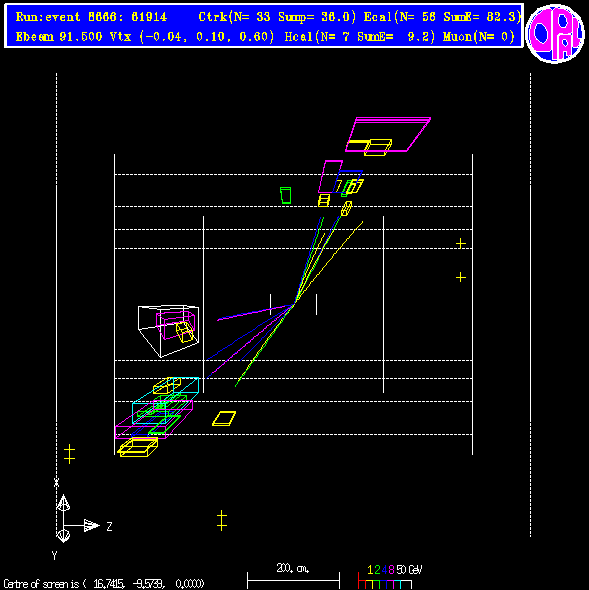 Run:event 8666: 61914 Ctrk(N= 33 Sump= 36.0) Ecal(N= 56 SumE= 82.3)
Ebeam 91.500 Vtx (-0.04, 0.10, 0.60) Hcal(N= 7 SumE= 9.2) Muon(N= 0)
OPAL
X
Z
Y
200. cm.
1 2 4 8 50 GeV
Centre of screen is ( 16.7415, -9.5739, 0.0000)